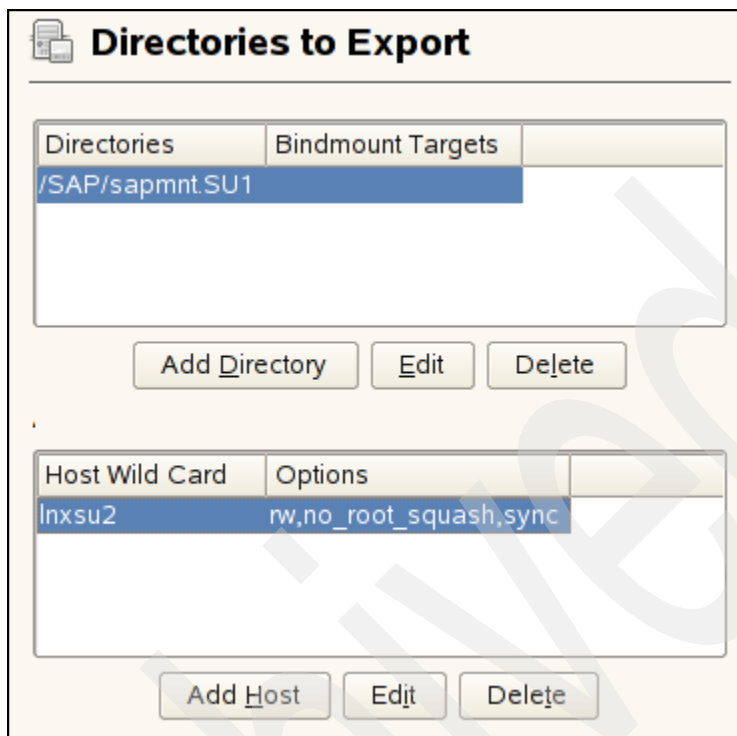 Directories to Export
Directories Bindmount Targets
/SAP/sapmnt.SU1
Add Directory Edit Delete
Host Wild Card Options
lnxsu2 rw,no_root_squash,sync
Add Host Edit Delete